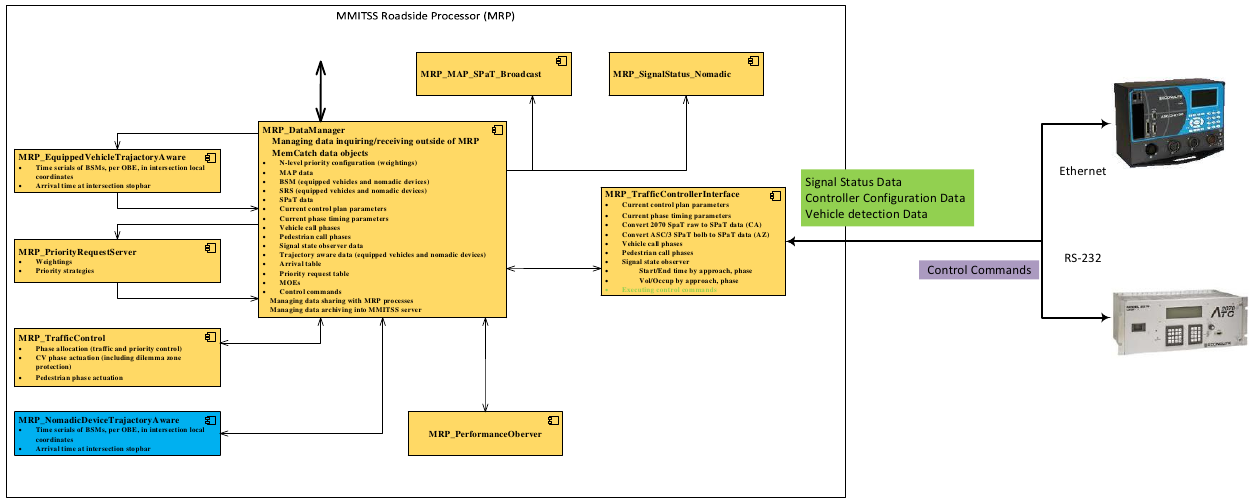 MMITSS Roadside Processor (MRP)
MRP_MAP_SPaT_Broadcast
MRP_SignalStatus_Nomadic
MRP_DataManager
Managing data inquiring/receiving outside of MRP
MemCatch data objects
• N-level priority configuration (weightings)
• MAP data
• BSM (equipped vehicles and nomadic devices)
• SRS (equipped vehicles and nomadic devices)
• SPaT data
• Current control plan parameters
• Current phase timing parameters
• Vehicle call phases
• Pedestrian call phases
• Signal state observer data
• Trajectory aware data (equipped vehicles and nomadic devices)
• Arrival table
• Priority request table
• MOEs
• Control commands
Managing data sharing with MRP processes
Managing data archiving into MMITSS server
MRP_EquippedVehicleTrajactoryAware
• Time serials of BSMs, per OBE, in intersection local
coordinates
• Arrival time at intersection stopbar
MRP_PriorityRequestServer
• Weightings
• Priority strategies
MRP_TrafficControl
• Phase allocation (traffic and priority control)
• CV phase actuation (including dilemma zone
protection)
• Pedestrian phase actuation
MRP_NomadicDeviceTrajactoryAware
• Time serials of BSMs, per OBE, in intersection local
coordinates
• Arrival time at intersection stopbar
MRP_PerformanceOberver
MRP_TrafficControllerInterface
• Current control plan parameters
• Current phase timing parameters
• Convert 2070 SpaT raw to SPaT data (CA)
• Convert ASC/3 SPaT bolb to SPaT data (AZ)
• Vehicle call phases
• Pedestrian call phases
• Signal state observer
• Start/End time by approach, phase
• Vol/Occup by approach, phase
• Executing control commands
Signal Status Data
Controller Configuration Data
Vehicle detection Data
Control Commands
Ethernet
RS-232
2070
ATC